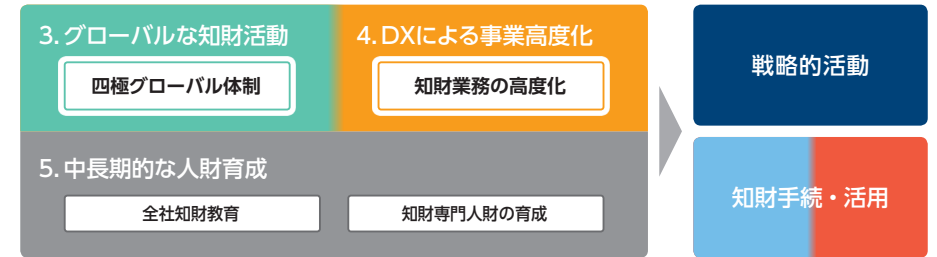 3. グローバルな知財活動
四極グローバル体制
4. DXによる事業高度化
知財業務の高度化
5. 中長期的な人財育成
全社知財教育
知財専門人財の育成
戦略的活動
知財手続・活用